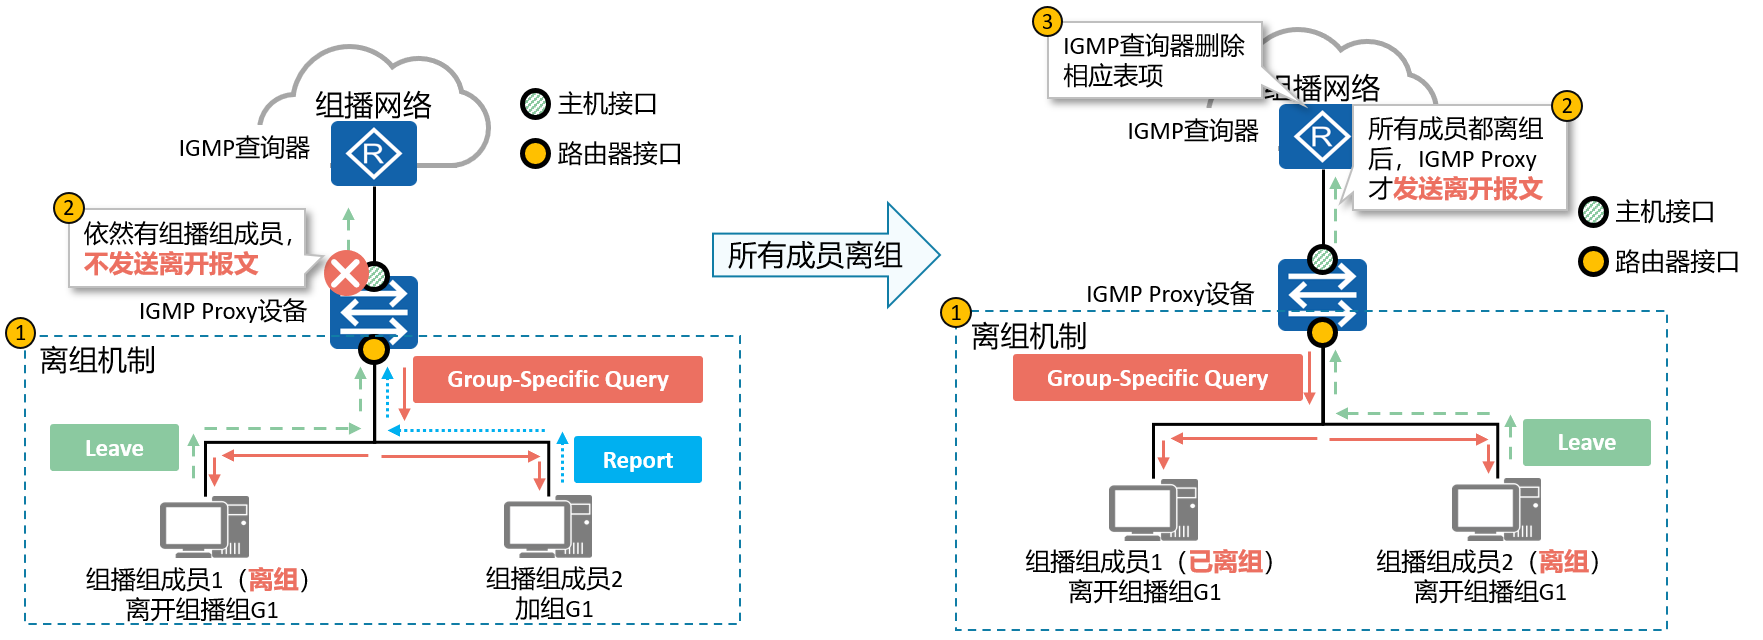 组播网络
IGMP查询器
R
主机接口
路由器接口
2
依然有组播组成员，
不发送离开报文
IGMP Proxy设备
1
离组机制
Group-Specific Query
Leave
Report
组播组成员1（离组）
离开组播组G1
组播组成员2
加组G1
所有成员离组
3
IGMP查询器删除
相应表项
组播网络
IGMP查询器
R
2
所有成员都离组
后，IGMP Proxy
才发送离开报文
主机接口
路由器接口
IGMP Proxy设备
1
离组机制
Group-Specific Query
Leave
组播组成员1（已离组）
离开组播组G1
组播组成员2（离组）
离开组播组G1